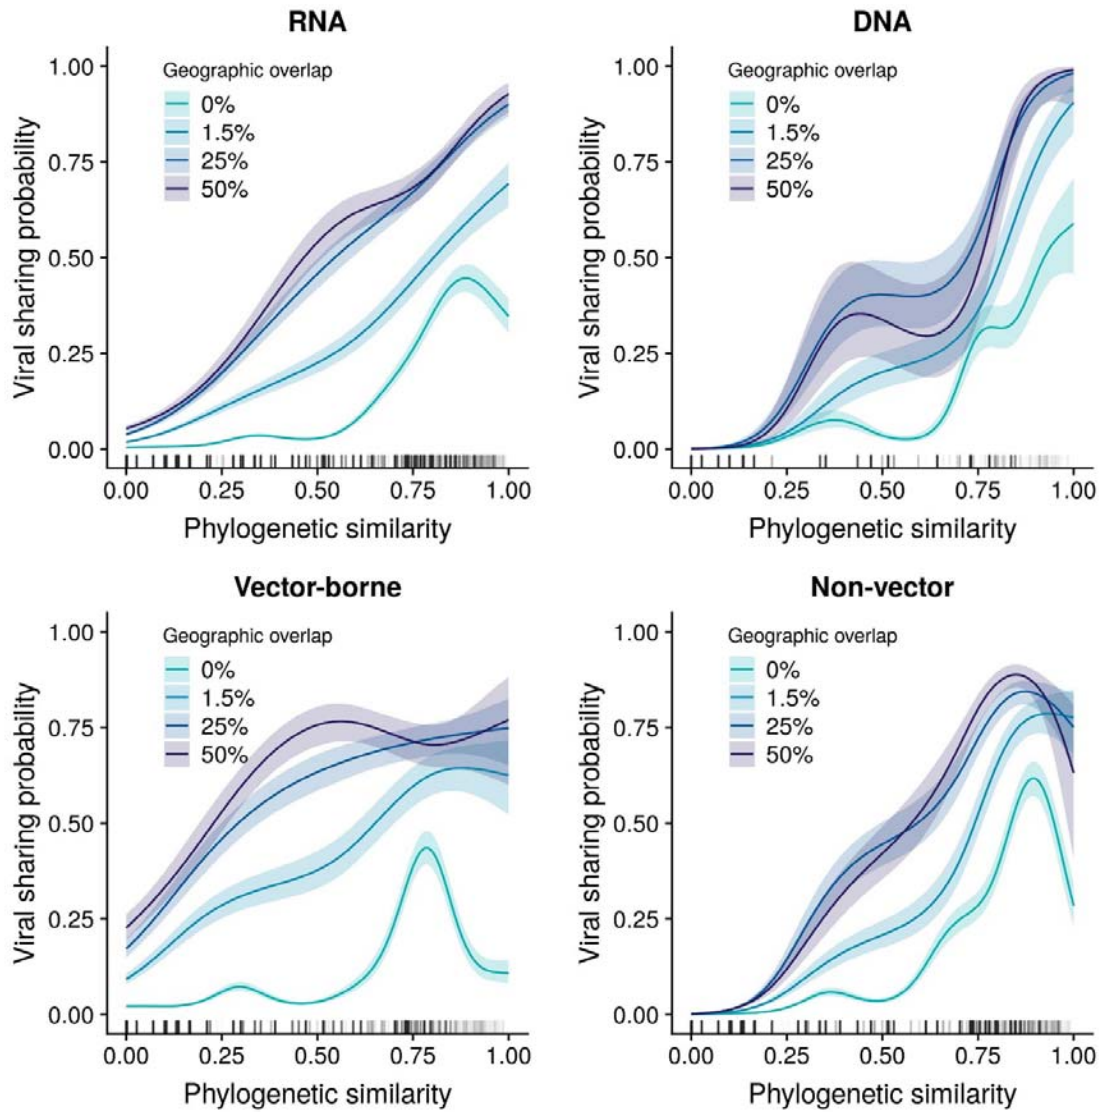 RNA
Viral sharing probability
1.00
0.75
0.50
0.25
0.00
Geographic overlap
0%
1.5%
25%
50%
0.00 0.25 0.50 0.75 1.00
Phylogenetic similarity
DNA
Viral sharing probability
1.00
0.75
0.50
0.25
0.00
Geographic overlap
0%
1.5%
25%
50%
0.00 0.25 0.50 0.75 1.00
Phylogenetic similarity
Vector-borne
Viral sharing probability
1.00
0.75
0.50
0.25
0.00
Geographic overlap
0%
1.5%
25%
50%
0.00 0.25 0.50 0.75 1.00
Phylogenetic similarity
Non-vector
Viral sharing probability
1.00
0.75
0.50
0.25
0.00
Geographic overlap
0%
1.5%
25%
50%
0.00 0.25 0.50 0.75 1.00
Phylogenetic similarity